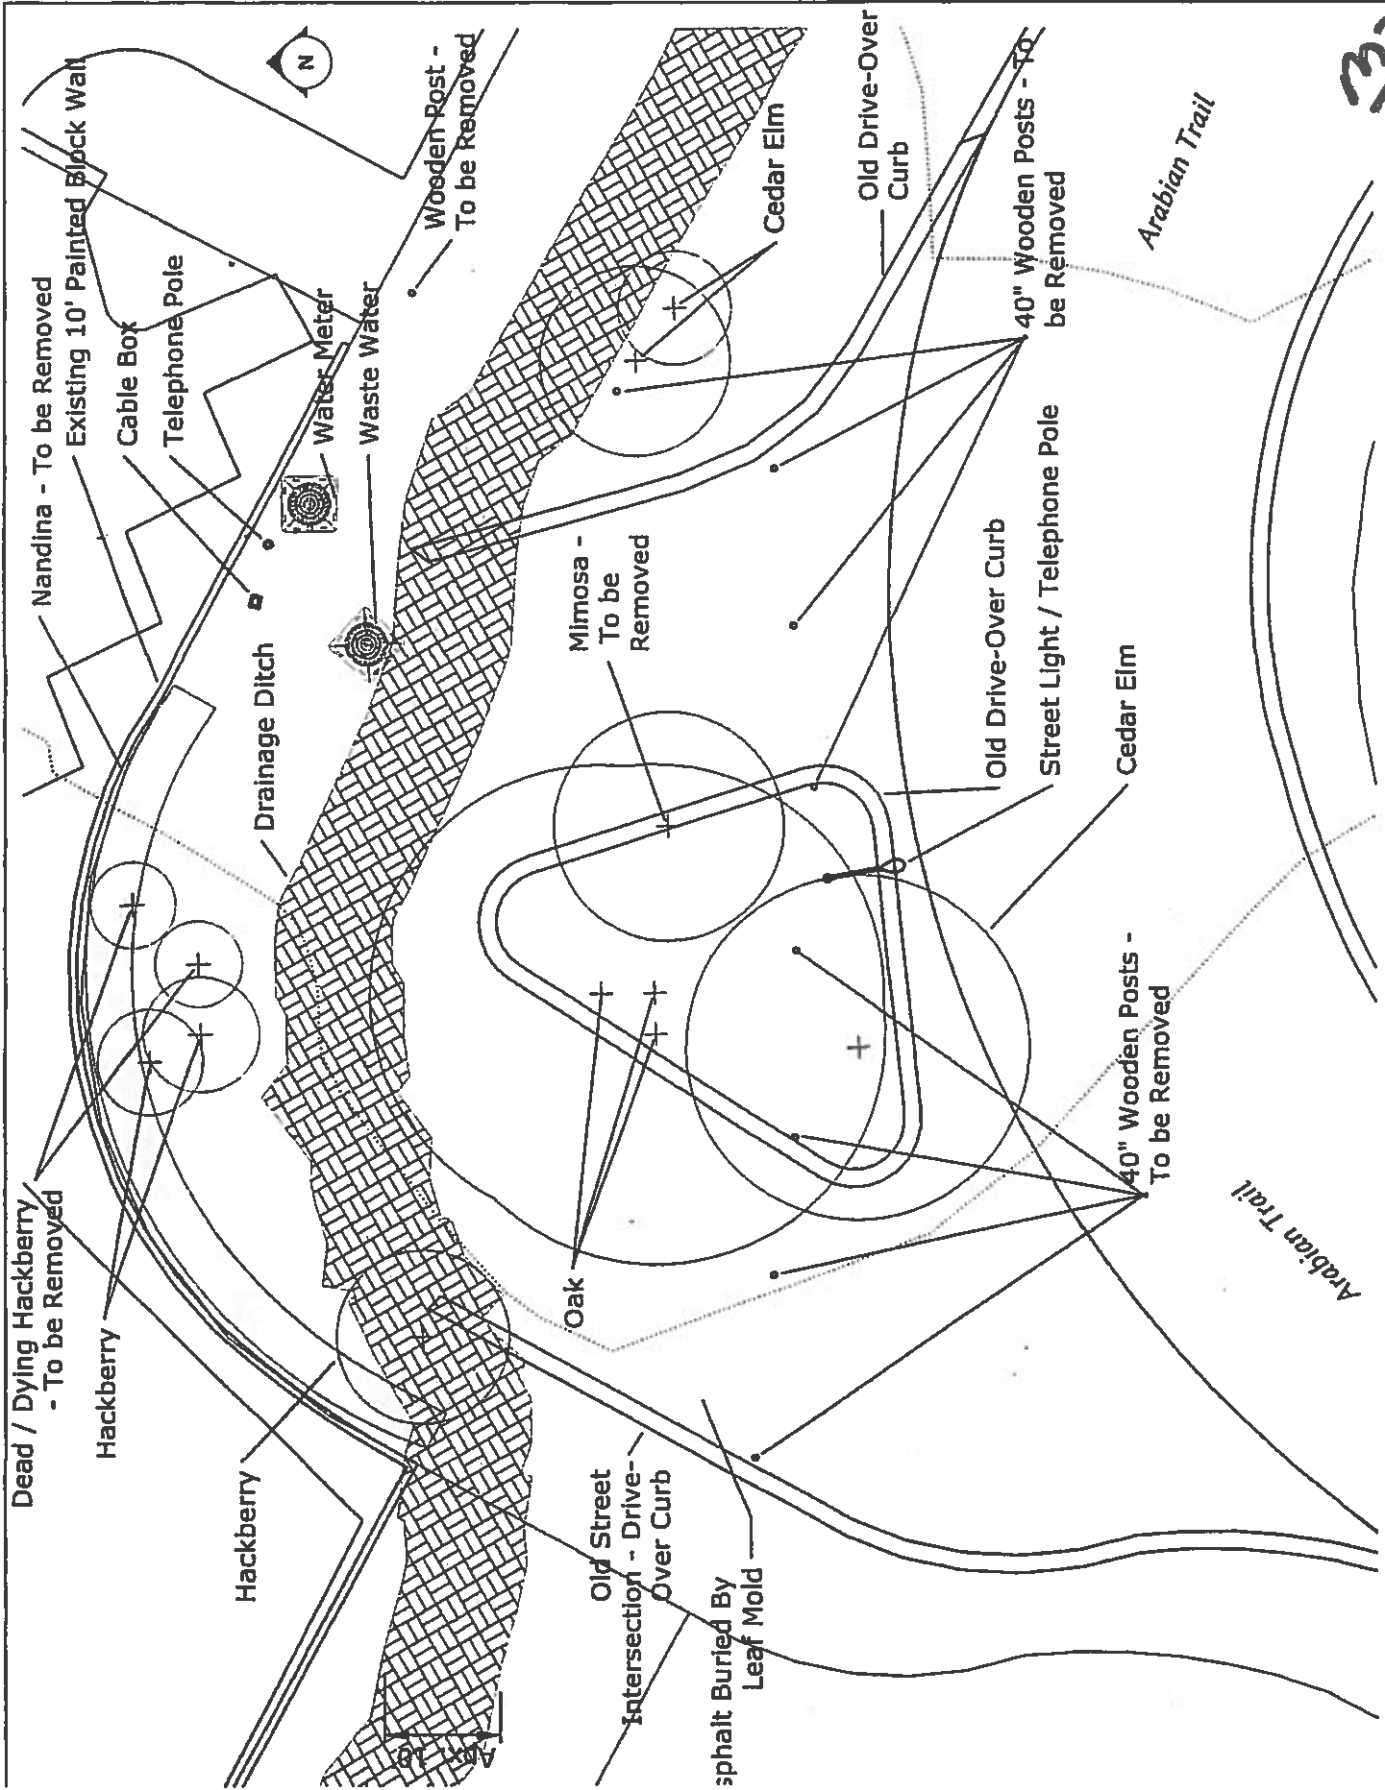 Dead / Dying Hackberry
- To be Removed
Hackberry
Hackberry
Nandina - To be Removed
Existing 10' Painted Block Wall
Cable Box
Telephone Pole
Water Meter
Waste Water
N
Wooden Post -
To be Removed
Drainage Ditch
Cedar Elm
Mimosa -
To be
Removed
Oak
Old Drive-Over
Curb
Old Street
Intersection - Drive-
Over Curb
sphalt Buried By
Leaf Mold
Apx. 10'
Old Drive-Over Curb
Street Light / Telephone Pole
Cedar Elm
40" Wooden Posts - To
be Removed
40" Wooden Posts -
To be Removed
Arabian Trail
Arabian Trail